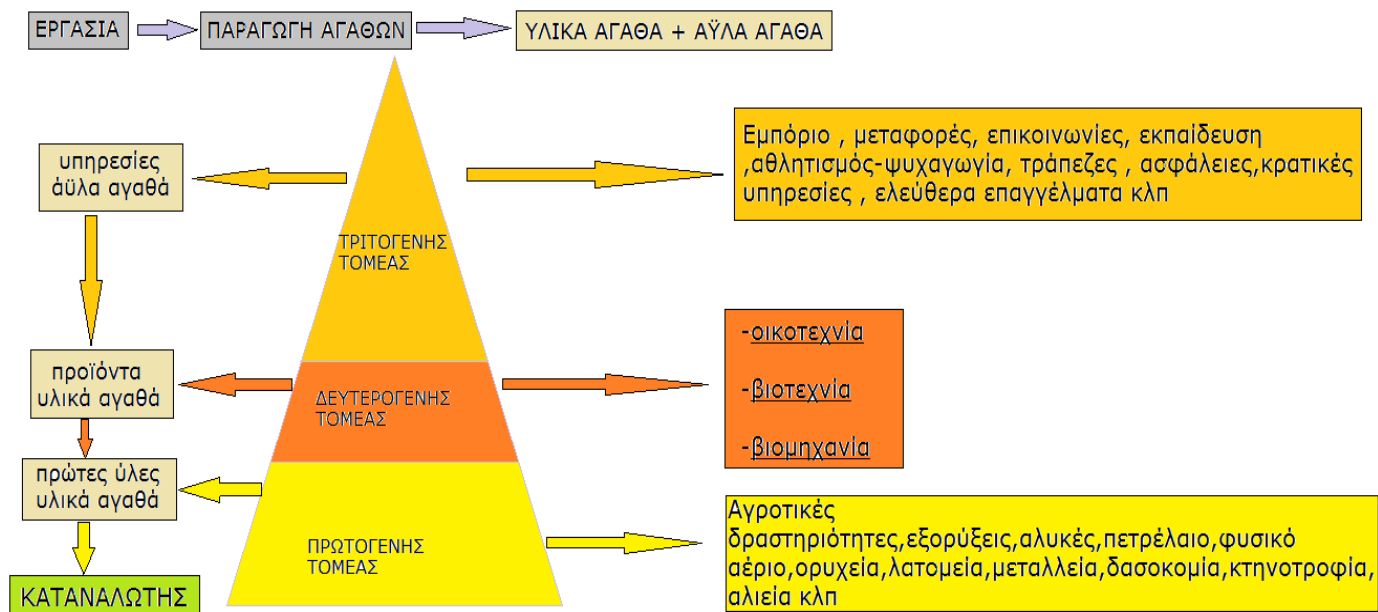 ΕΡΓΑΣΙΑ
ΠΑΡΑΓΩΓΗ ΑΓΑΘΩΝ
ΥΛΙΚΑ ΑΓΑΘΑ + ΑΫΛΑ ΑΓΑΘΑ
υπηρεσίες
άϋλα αγαθά
ΤΡΙΤΟΓΕΝΗΣ
ΤΟΜΕΑΣ
Εμπόριο , μεταφορές, επικοινωνίες, εκπαίδευση
,αθλητισμός-ψυχαγωγία, τράπεζες , ασφάλειες,κρατικές
υπηρεσίες , ελεύθερα επαγγέλματα κλπ
προϊόντα
υλικά αγαθά
ΔΕΥΤΕΡΟΓΕΝΗΣ
ΤΟΜΕΑΣ
-οικοτεχνία
-βιοτεχνία
-βιομηχανία
πρώτες ύλες
υλικά αγαθά
ΠΡΩΤΟΓΕΝΗΣ
ΤΟΜΕΑΣ
Αγροτικές
δραστηριότητες,εξορύξεις,αλυκές,πετρέλαιο,φυσικό
αέριο,ορυχεία,λατομεία,μεταλλεία,δασοκομία,κτηνοτροφία,
αλιεία κλπ
ΚΑΤΑΝΑΛΩΤΗΣ